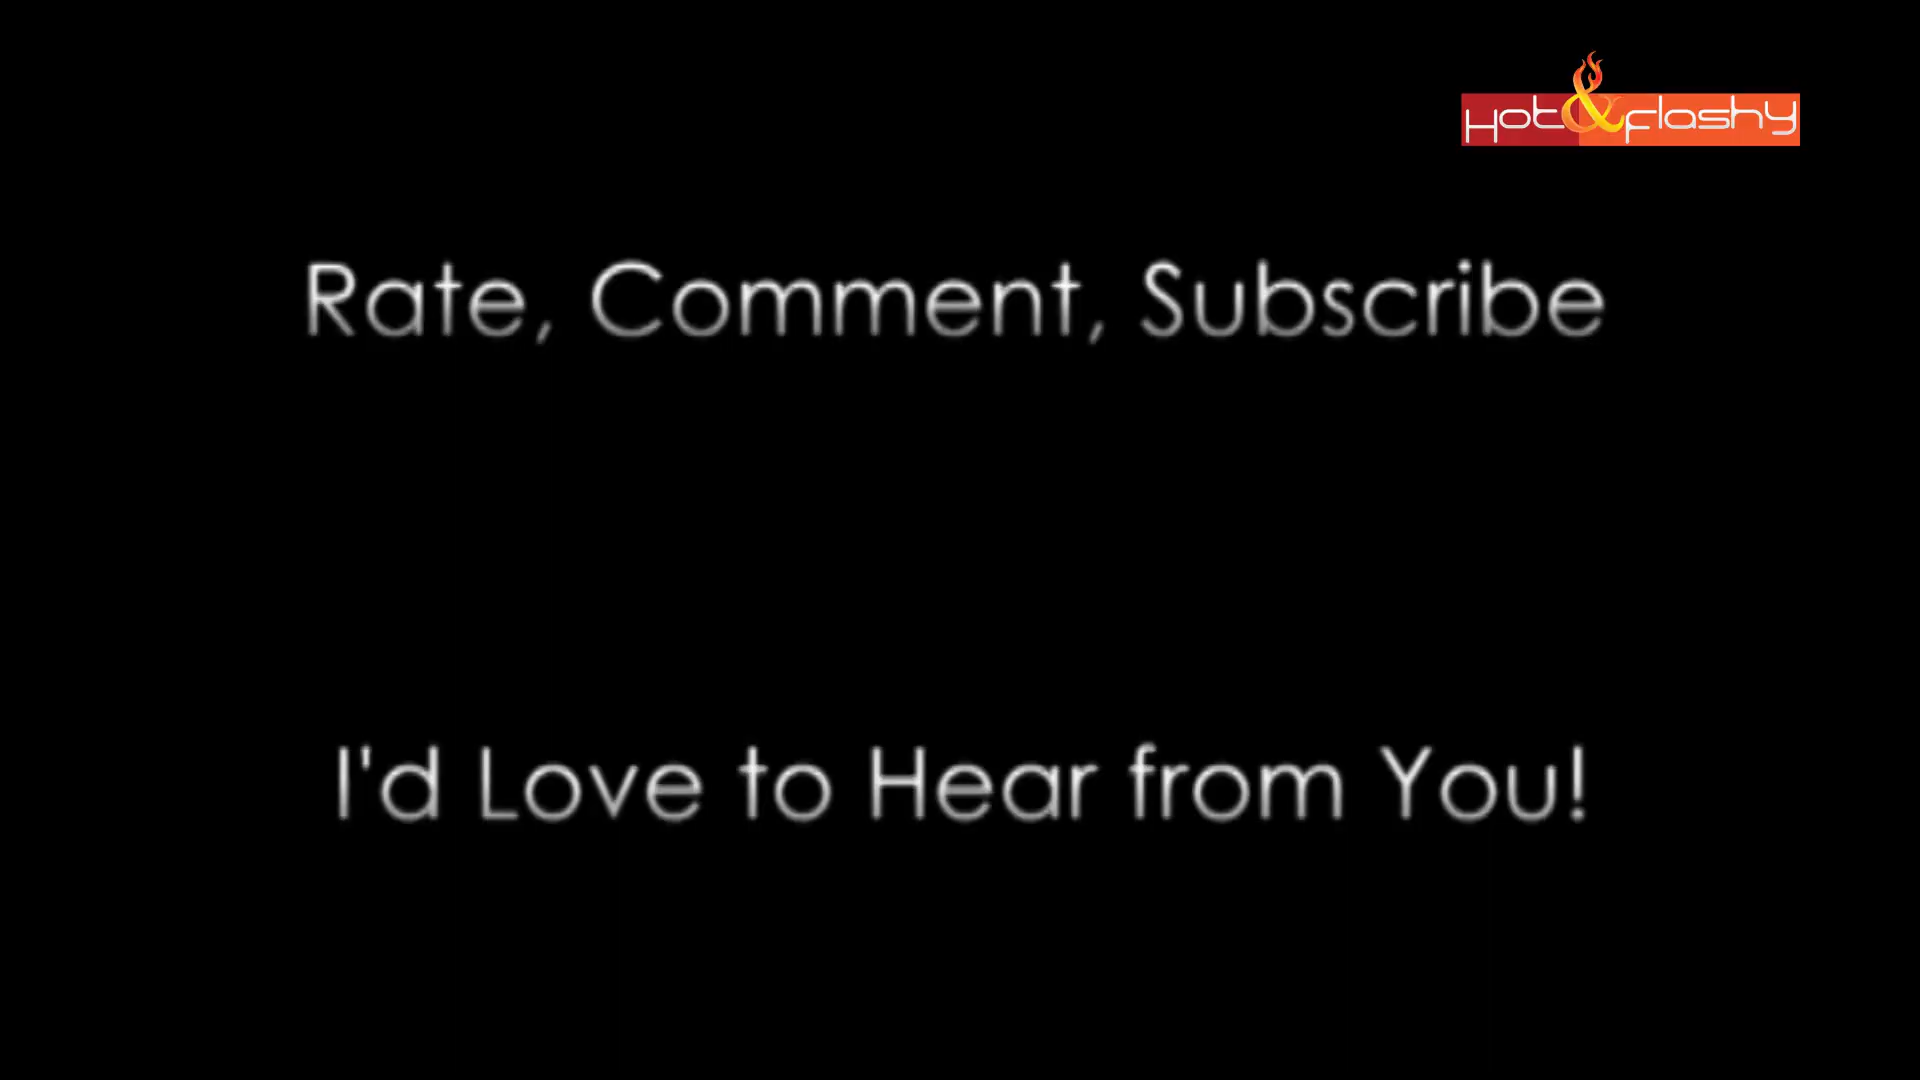 Hot & flashy
Rate, Comment, Subscribe
I'd Love to Hear from You!